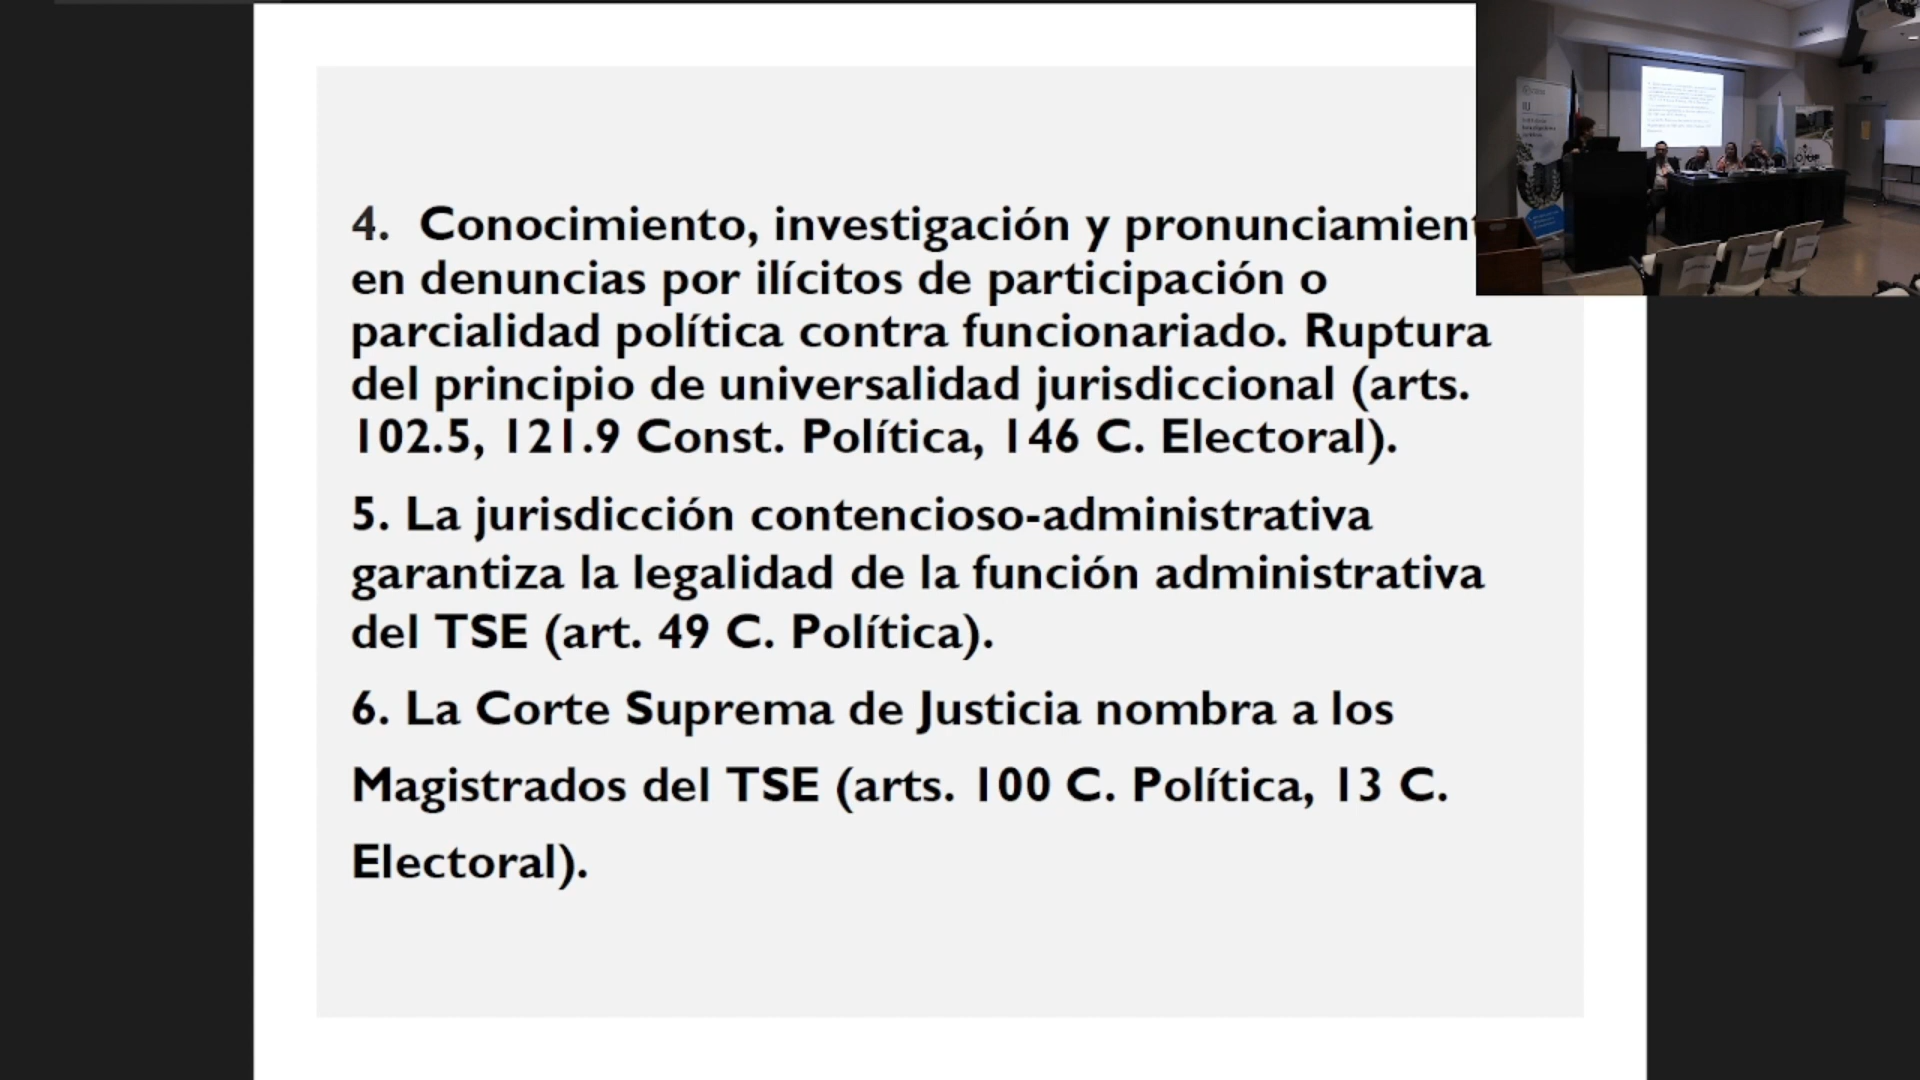 4. Conocimiento, investigación y pronunciamien
en denuncias por ilícitos de participación o
parcialidad política contra funcionariado. Ruptura
del principio de universalidad jurisdiccional (arts.
102.5, 121.9 Const. Política, 146 C. Electoral).
5. La jurisdicción contencioso-administrativa
garantiza la legalidad de la función administrativa
del TSE (art. 49 C. Política).
6. La Corte Suprema de Justicia nombra a los
Magistrados del TSE (arts. 100 C. Política, 13 C.
Electoral).